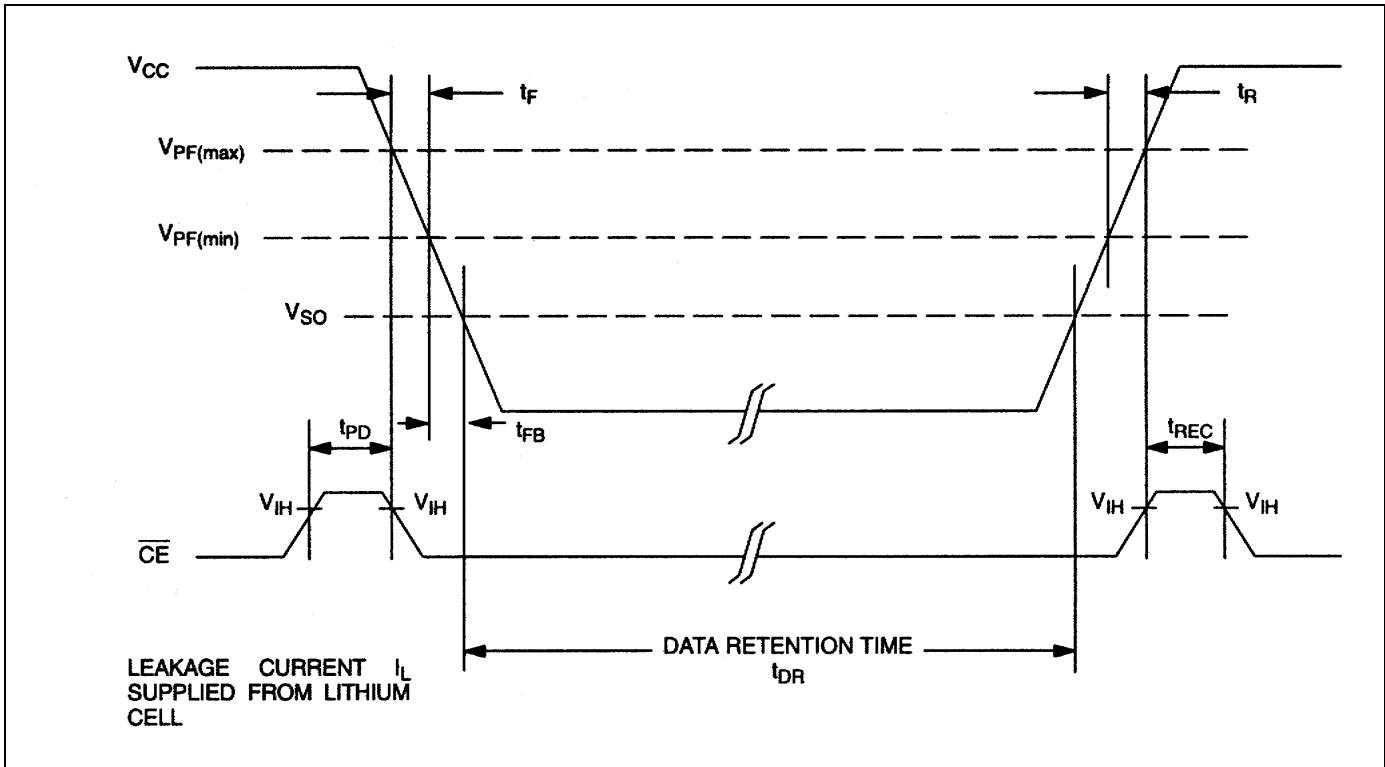 VCC
tF
tR
VPF(max)
VPF(min)
VSO
tPD
tFB
tREC
VIH
VIH
VIH
VIH
CE
DATA RETENTION TIME
tDR
LEAKAGE CURRENT IL
SUPPLIED FROM LITHIUM
CELL